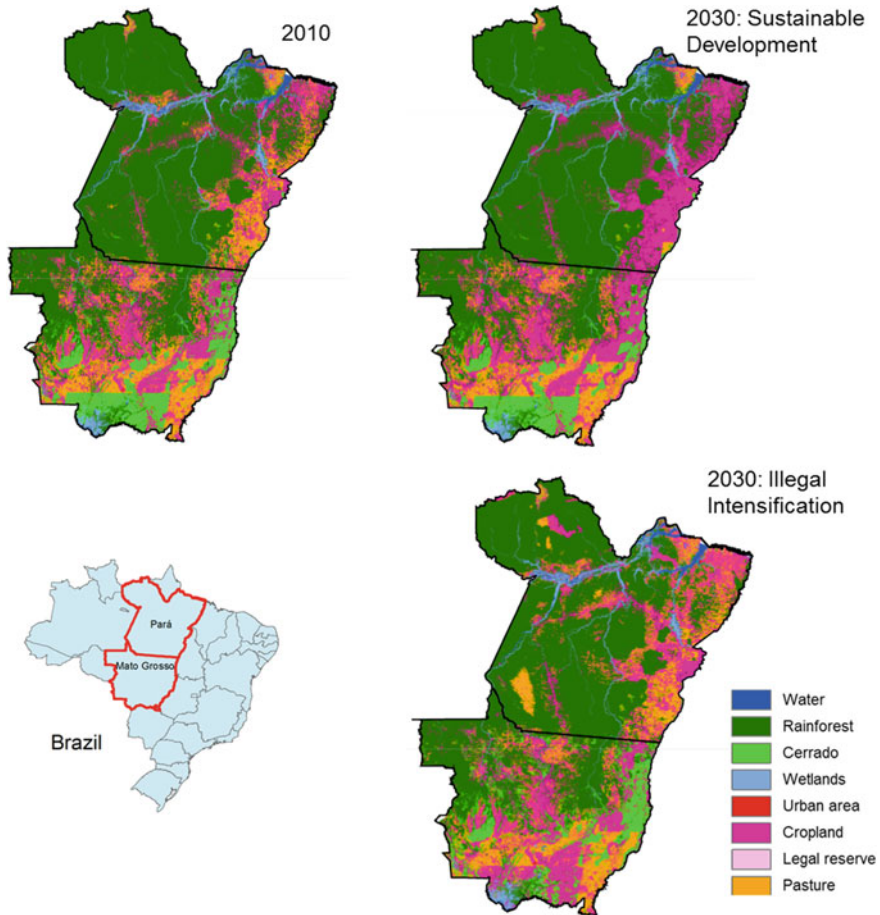 2010
2030: Sustainable
Development
2030: Illegal
Intensification
Pará
Mato Grosso
Brazil
Water
Rainforest
Cerrado
Wetlands
Urban area
Cropland
Legal reserve
Pasture